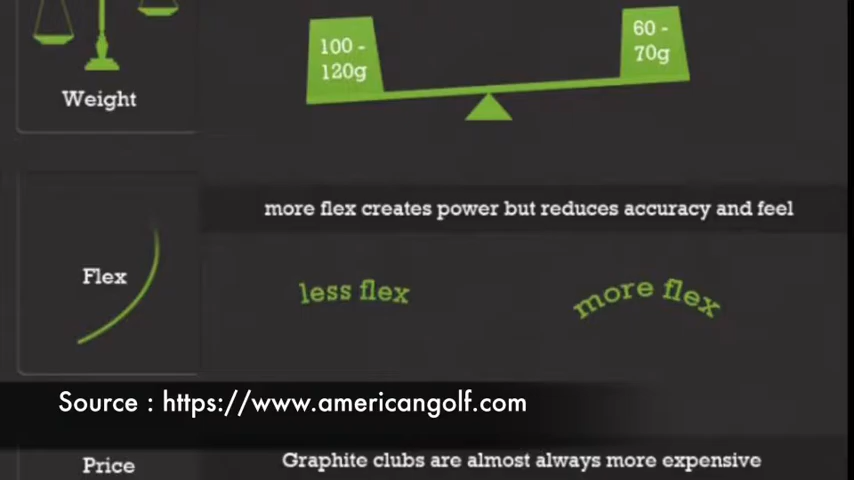 100 -
120g
60 -
70g
Weight
more flex creates power but reduces accuracy and feel
Flex
less flex
more flex
Source : https://www.americangolf.com
Price
Graphite clubs are almost always more expensive